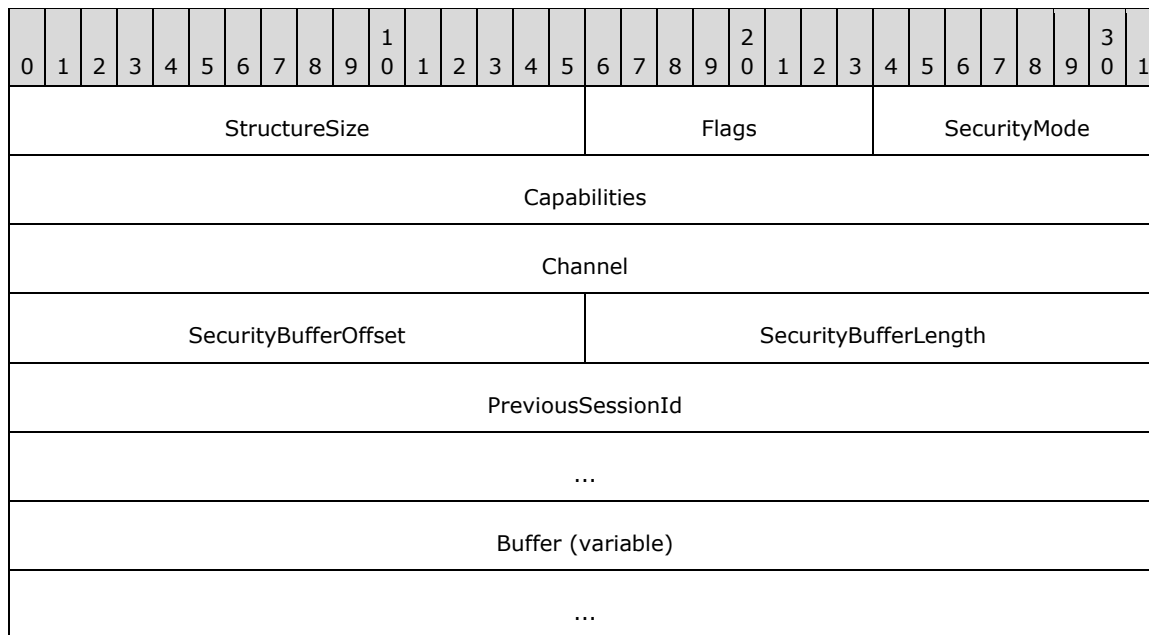 0 1 2 3 4 5 6 7 8 9 1 0 1 2 3 4 5 6 7 8 9 2 0 1 2 3 4 5 6 7 8 9 3 0 1
StructureSize Flags SecurityMode
Capabilities
Channel
SecurityBufferOffset SecurityBufferLength
PreviousSessionId
...
Buffer (variable)
...